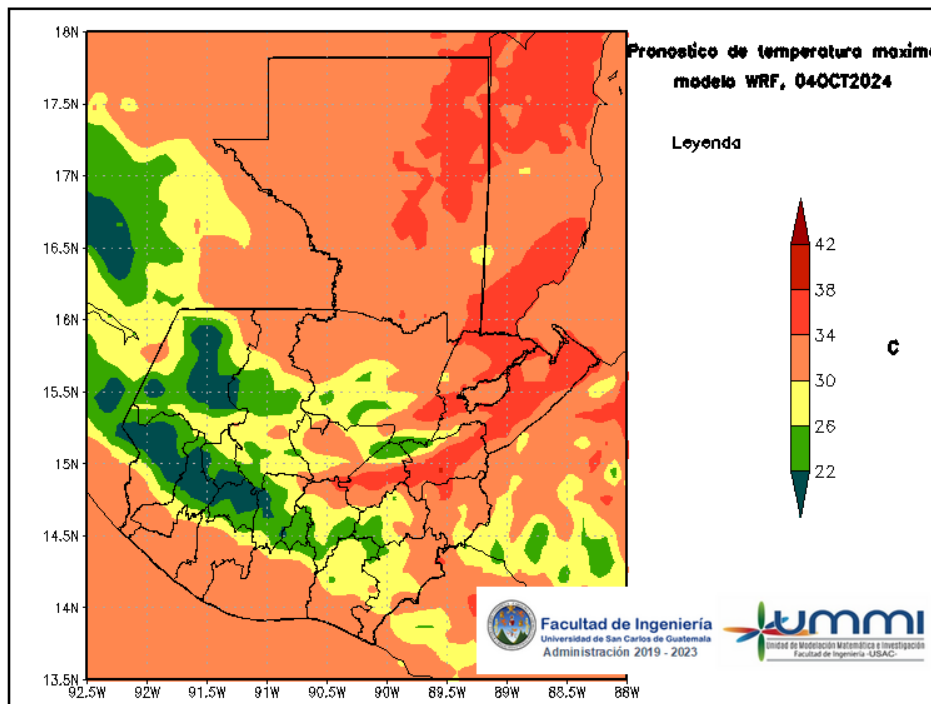 18N
17.5N
17N
16.5N
16N
15.5N
15N
14.5N
14N
13.5N
92.5W
92W
91.5W
91W
90.5W
90W
89.5W
89W
88.5W
88W
Pronostico de temperatura maxima
modelo WRF, 04OCT2024
Leyenda
42
38
34
30
26
22
C
Facultad de Ingeniería
Universidad de San Carlos de Guatemala
Administración 2019 - 2023
ummi
Unidad de Modelación Matemática e Investigación
Facultad de Ingeniería -USAC-